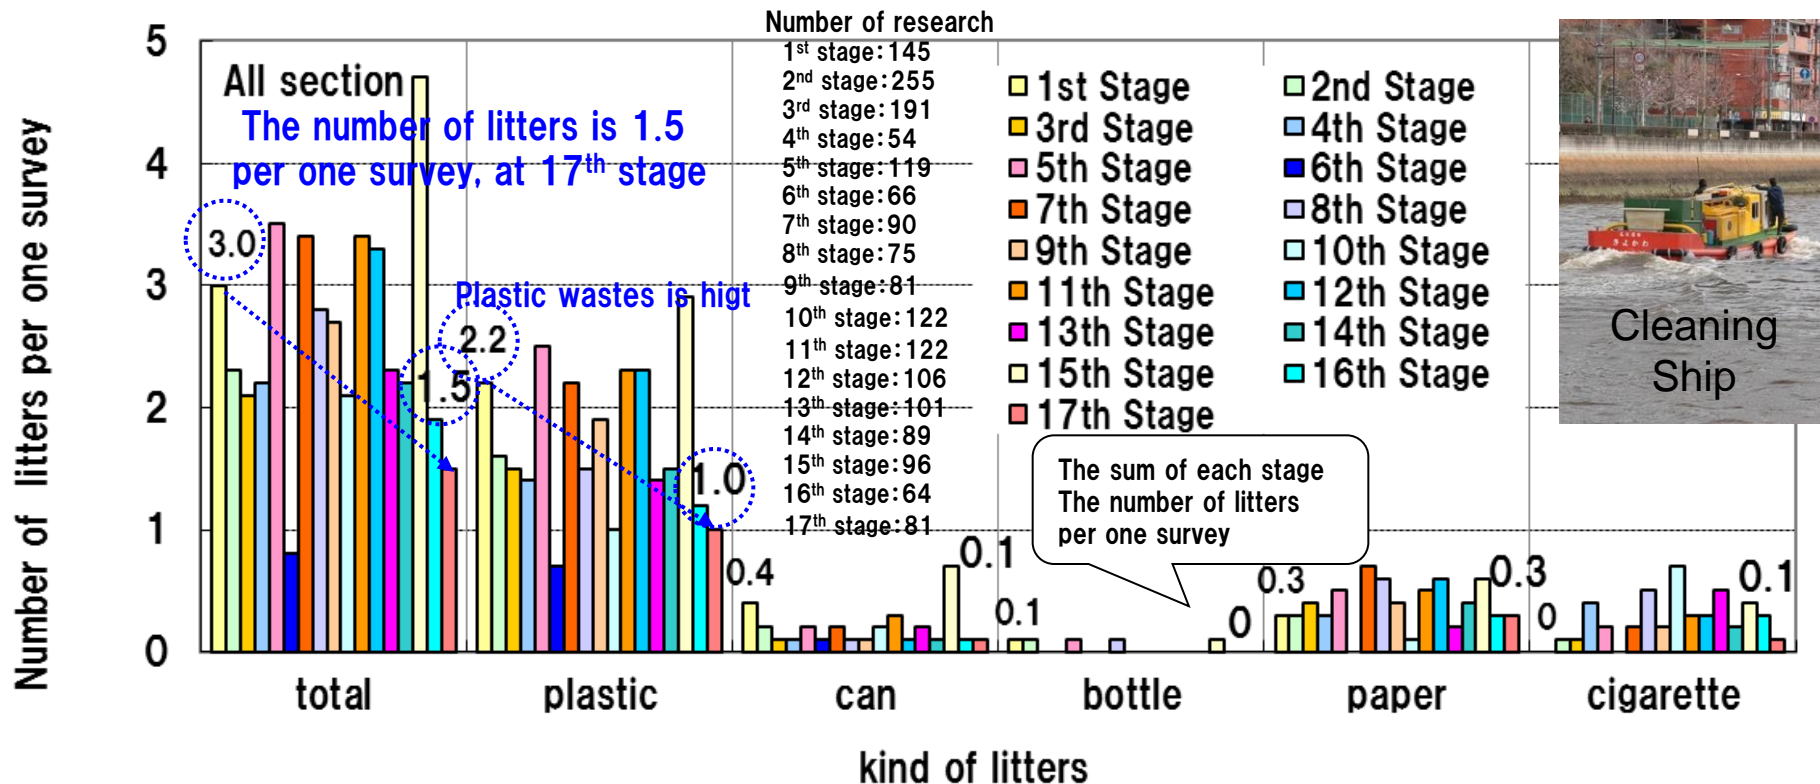 Number of research
1st stage:145
2nd stage:255
3rd stage:191
4th stage:54
5th stage:119
6th stage:66
7th stage:90
8th stage:75
9th stage:81
10th stage:122
11th stage:122
12th stage:106
13th stage:101
14th stage:89
15th stage:96
16th stage:64
17th stage:81
All section
The number of litters is 1.5
per one survey, at 17th stage
Plastic wastes is higt
1st Stage
2nd Stage
3rd Stage
4th Stage
5th Stage
6th Stage
7th Stage
8th Stage
9th Stage
10th Stage
11th Stage
12th Stage
13th Stage
14th Stage
15th Stage
16th Stage
17th Stage
The sum of each stage
The number of litters
per one survey
Cleaning
Ship
きよかわ
Number of litters per one survey
5
4
3
2
1
0
3.0
1.5
2.2
1.0
0.4
0.1
0.1
0
0.3
0.3
0
0.1
total
plastic
can
bottle
paper
cigarette
kind of litters